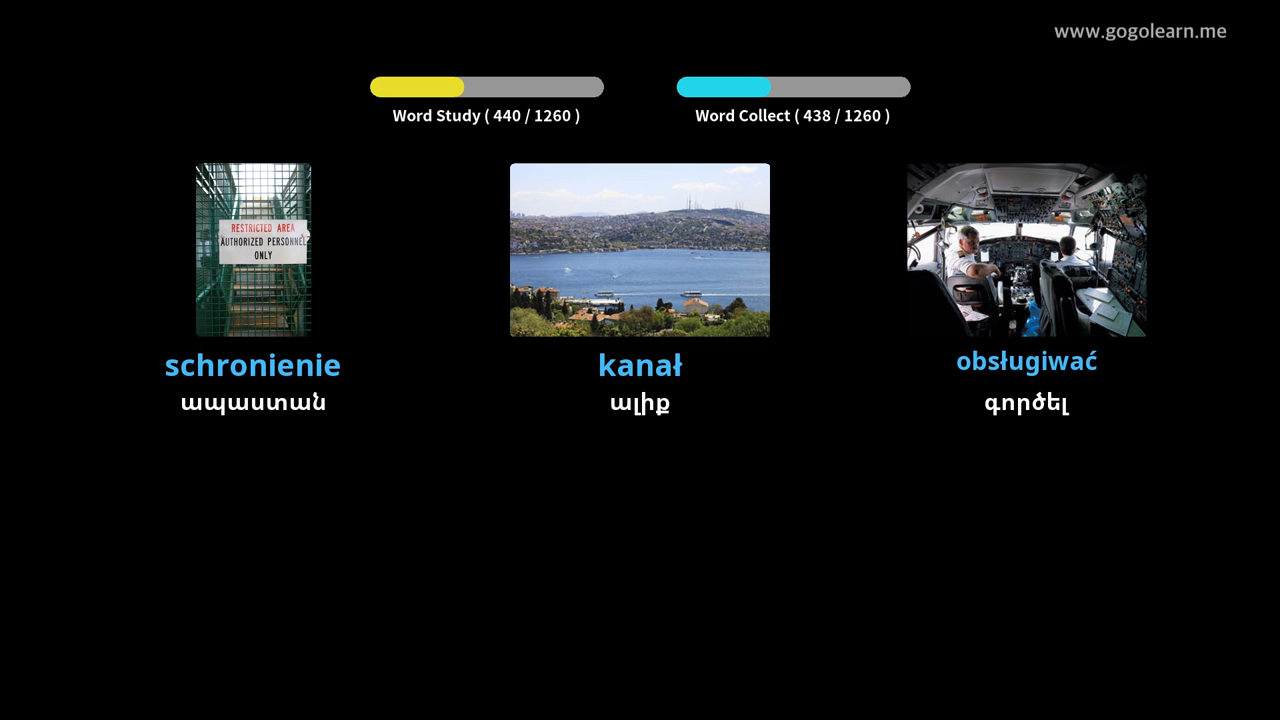 www.gogolearn.me
Word Study ( 440 / 1260 )
Word Collect ( 438 / 1260 )
RESTRICTED AREA
AUTHORIZED PERSONNEL
ONLY
schronienie
kanał
obsługiwać
ապաստան
ալիք
գործել